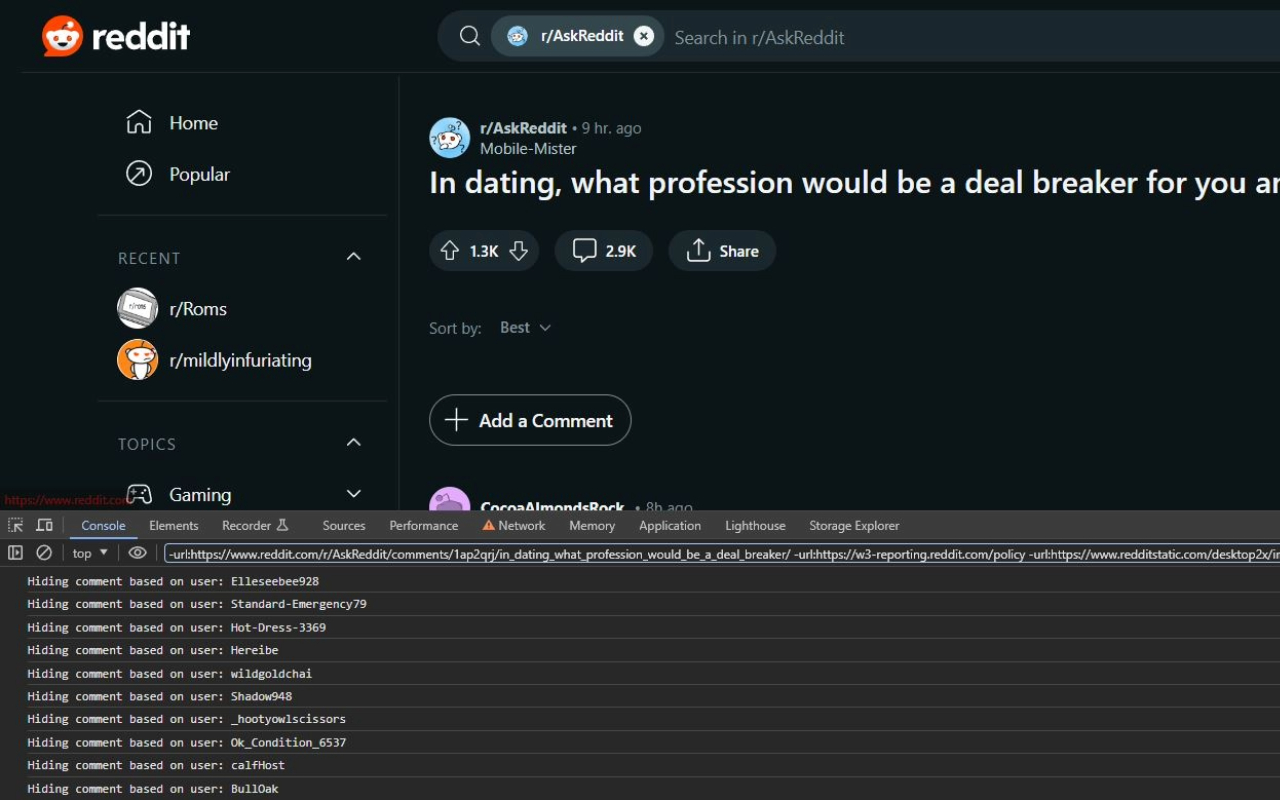 reddit
r/AskReddit
Search in r/AskReddit
Home
Popular
RECENT
r/Roms
r/mildlyinfuriating
TOPICS
Gaming
r/AskReddit • 9 hr. ago
Mobile-Mister
In dating, what profession would be a deal breaker for you
1.3K
2.9K
Share
Sort by: Best
Add a Comment
CocoaAlmondsRock • 8h ago
https://www.reddit.com
Console Elements Recorder Sources Performance Network Memory Application Lighthouse Storage Explorer
top
-url:https://www.reddit.com/r/AskReddit/comments/1ap2qrj/in_dating_what_profession_would_be_a_deal_breaker/ -url:https://w3-reporting.reddit.com/policy -url:https://www.redditstatic.com/desktop2x/
Hiding comment based on user: Elleseebee928
Hiding comment based on user: Standard-Emergency79
Hiding comment based on user: Hot-Dress-3369
Hiding comment based on user: Hereibe
Hiding comment based on user: wildgoldchai
Hiding comment based on user: Shadow948
Hiding comment based on user: _hootyowlscissors
Hiding comment based on user: Ok_Condition_6537
Hiding comment based on user: calfHost
Hiding comment based on user: BullOak